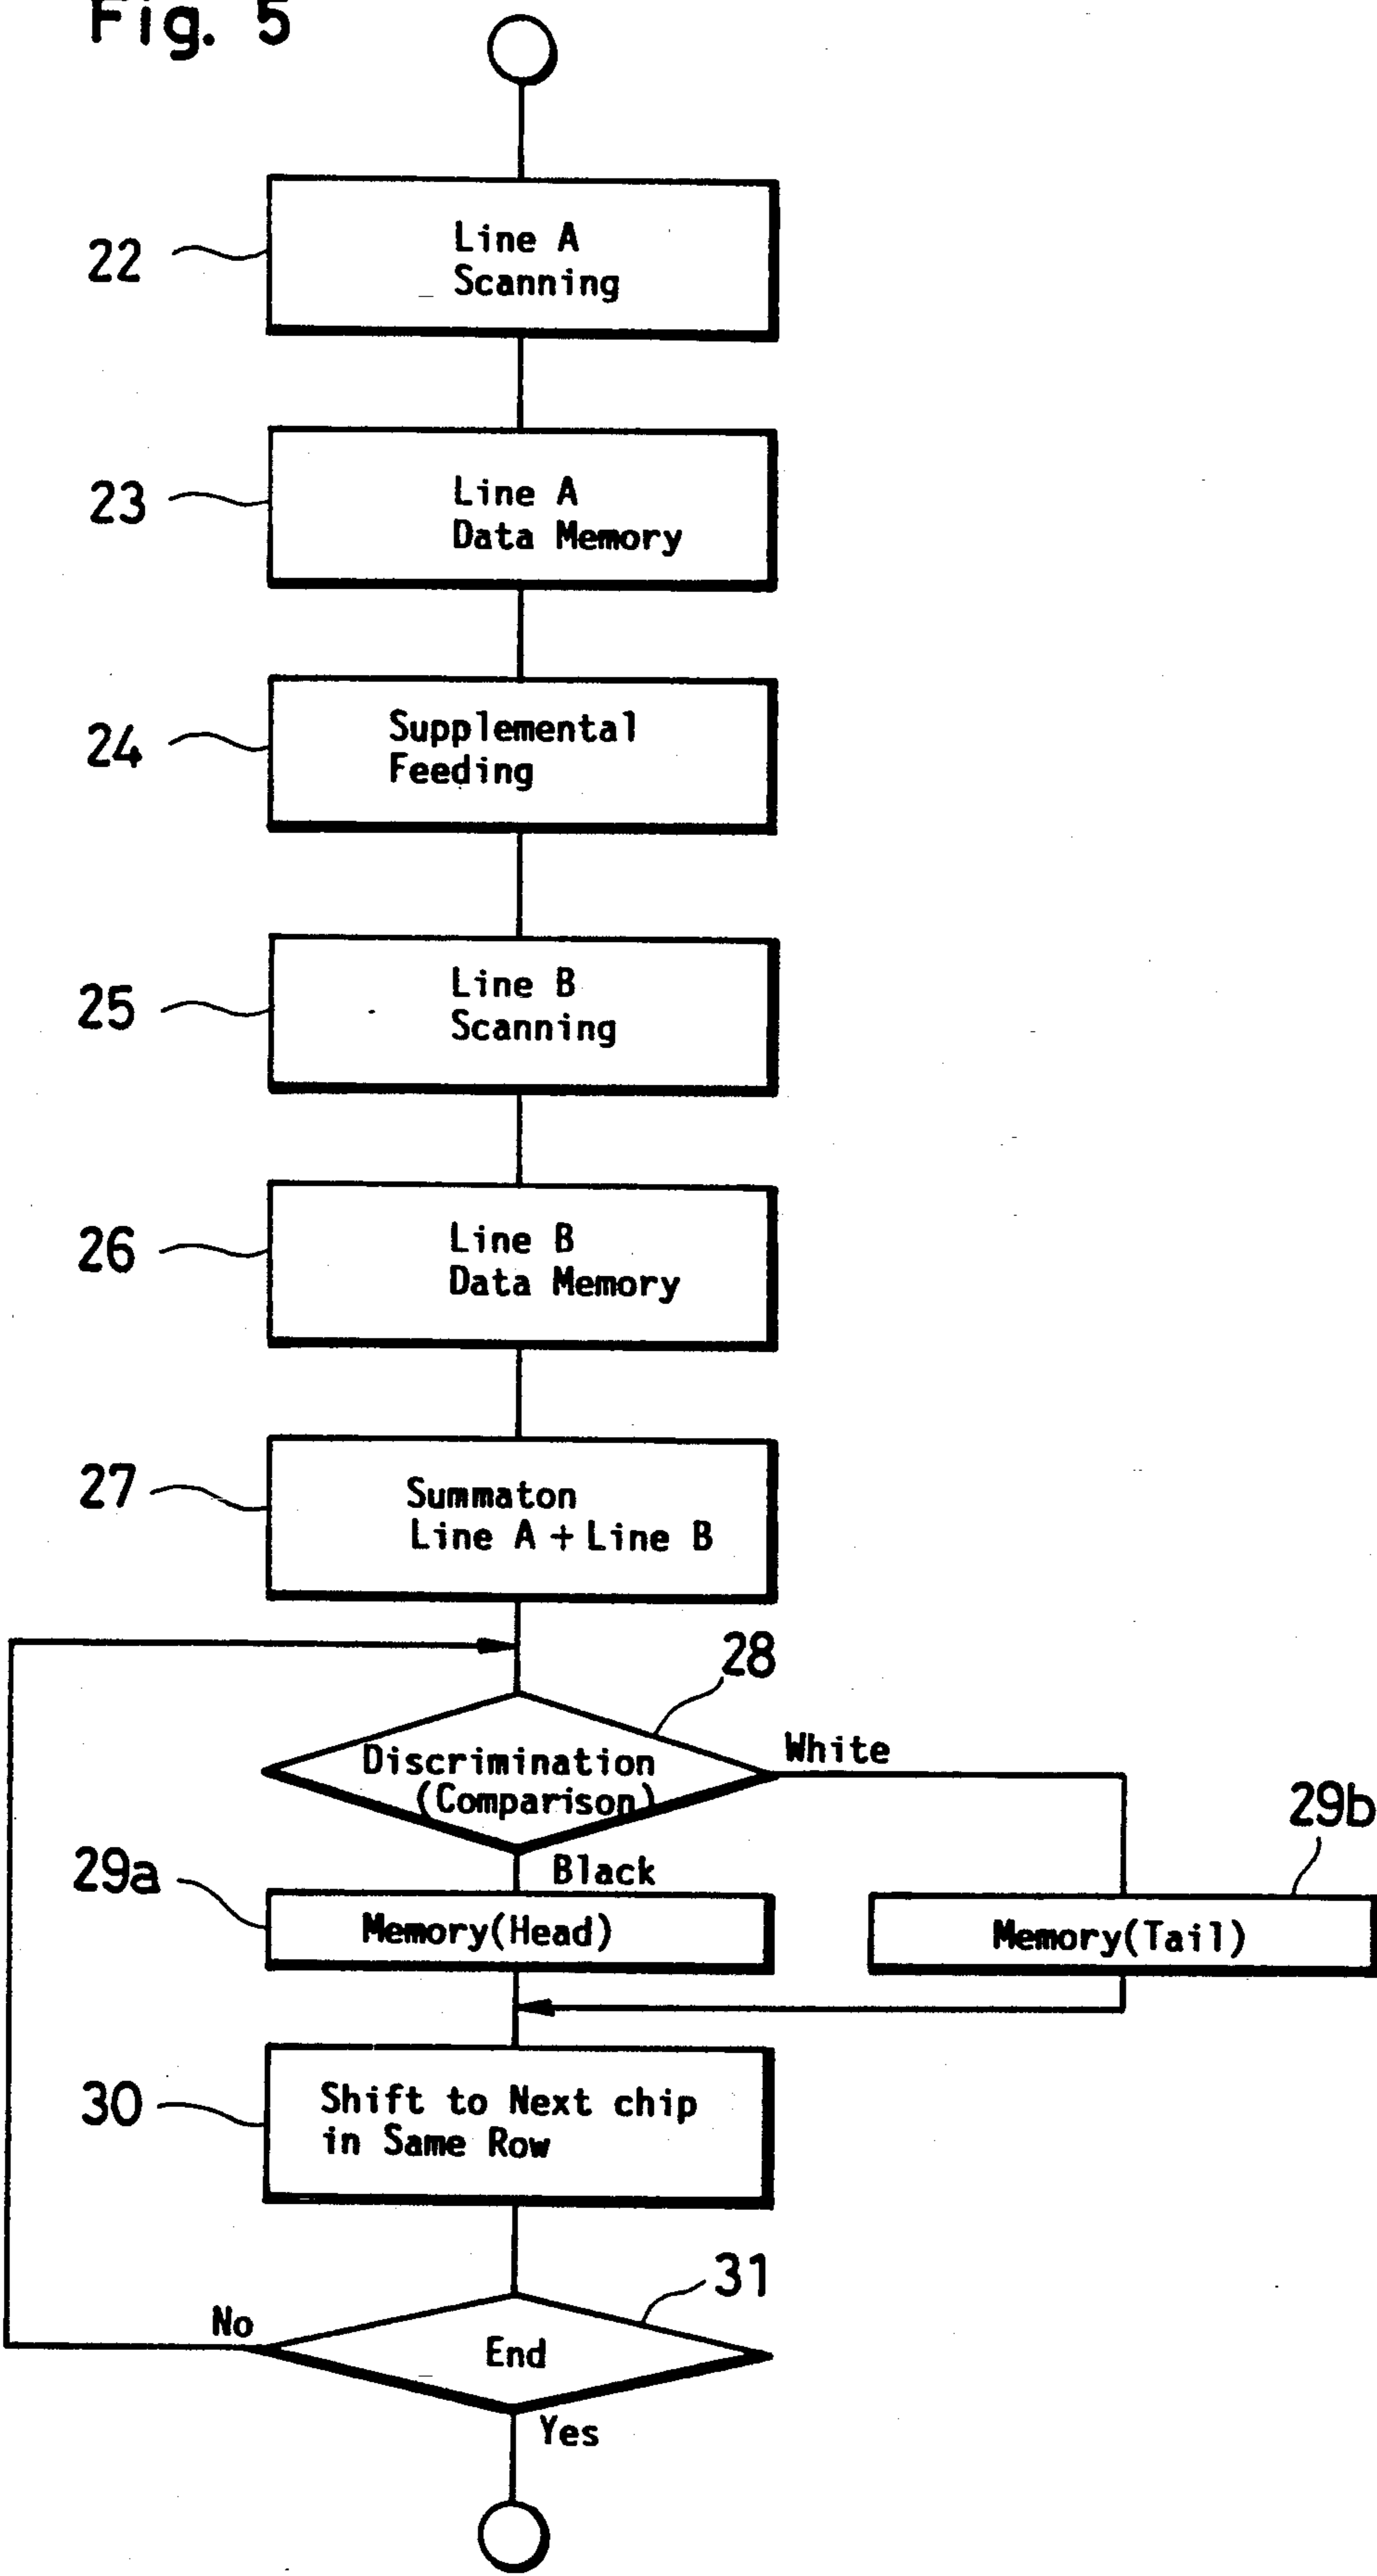 Fig. 5
22
Line A
Scanning
23
Line A
Data Memory
24
Supplemental
Feeding
25
Line B
Scanning
26
Line B
Data Memory
27
Summaton
Line A + Line B
28
Discrimination
(Comparison)
White
Black
29a
Memory(Head)
29b
Memory(Tail)
30
Shift to Next chip
in Same Row
31
End
No
Yes